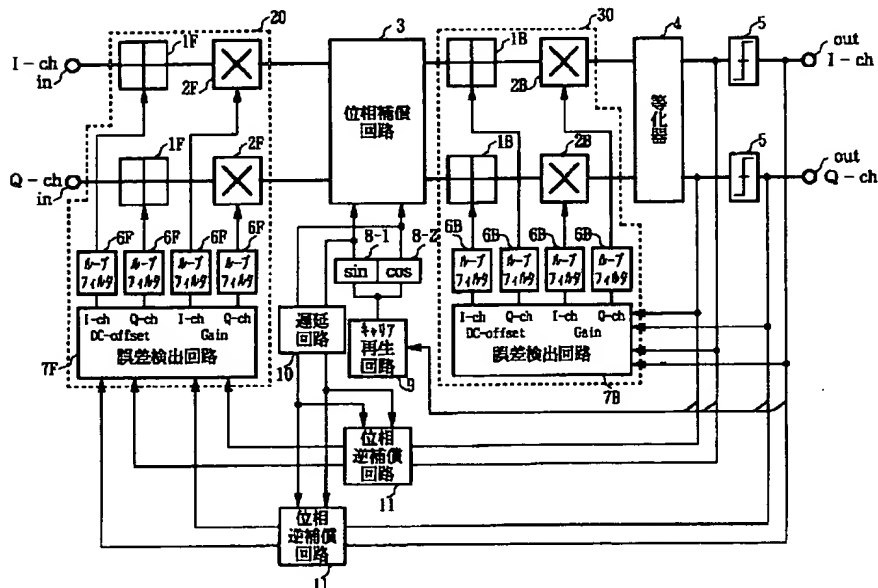 20
3
30
4
5
I-ch
in
1F
2F
位相補償
回路
1B
2B
等化器
out
I-ch
Q-ch
in
1F
2F
1B
2B
5
out
Q-ch
6F
6F
6F
6F
ループ
フィルタ
ループ
フィルタ
ループ
フィルタ
ループ
フィルタ
8-1
8-2
sin
cos
6B
6B
6B
ループ
フィルタ
ループ
フィルタ
ループ
フィルタ
ループ
フィルタ
I-ch
Q-ch
I-ch
Q-ch
DC-offset
Gain
誤差検出回路
7F
遅延
回路
10
キャリア
再生
回路
9
I-ch
Q-ch
I-ch
Q-ch
DC-offset
Gain
誤差検出回路
7B
位相
逆補償
回路
11
位相
逆補償
回路
11